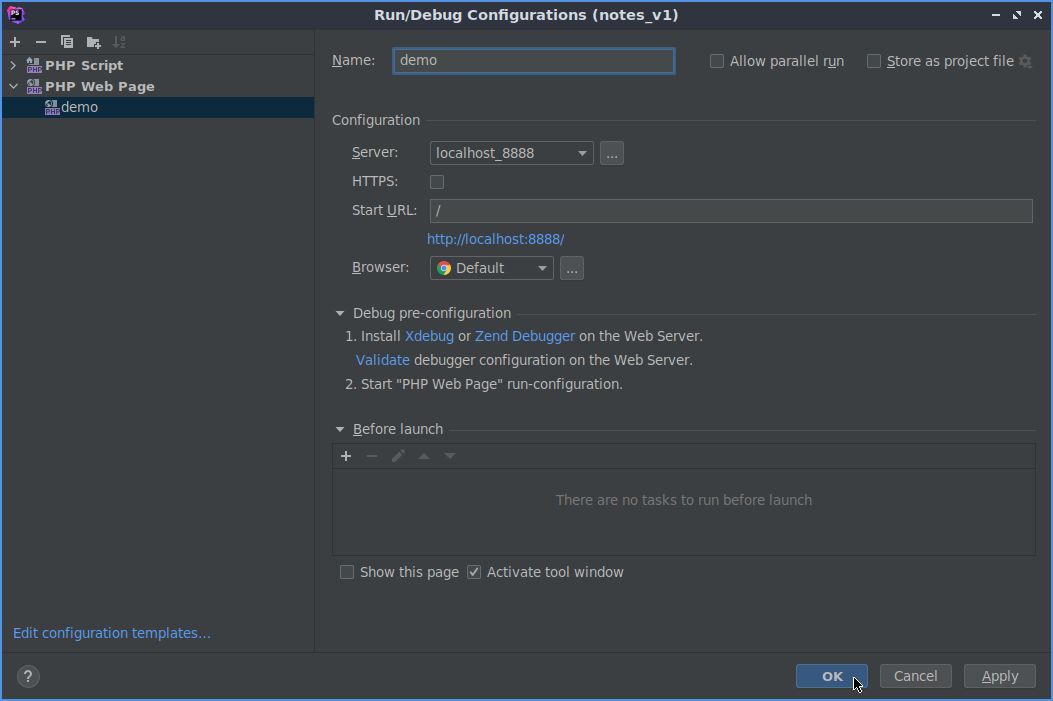 Run/Debug Configurations (notes_v1)
PHP Script
PHP Web Page
demo
Name: demo
Allow parallel run
Store as project file
Configuration
Server: localhost_8888 ...
HTTPS:
Start URL: /
http://localhost:8888/
Browser: Default ...
Debug pre-configuration
1. Install Xdebug or Zend Debugger on the Web Server.
Validate debugger configuration on the Web Server.
2. Start "PHP Web Page" run-configuration.
Before launch
There are no tasks to run before launch
Show this page
Activate tool window
Edit configuration templates...
? OK Cancel Apply